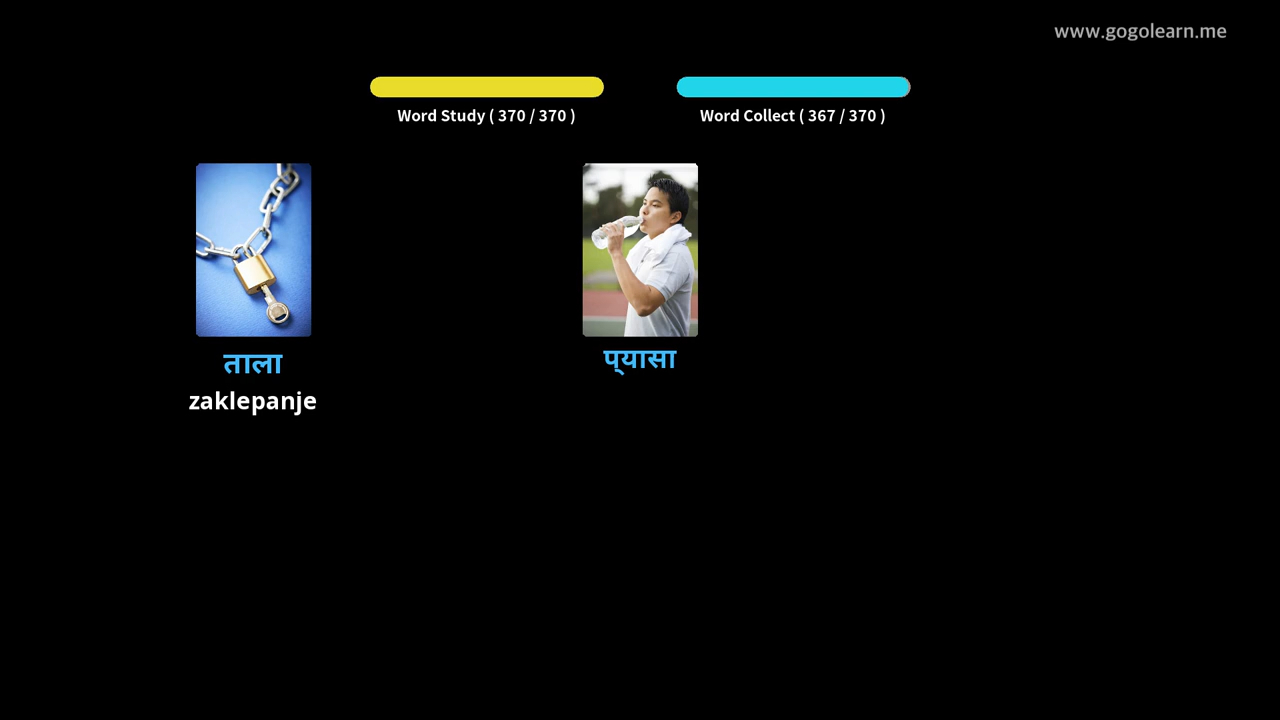 www.gogolearn.me
Word Study ( 370 / 370 )
Word Collect ( 367 / 370 )
ताला
zaklepanje
प्यासा